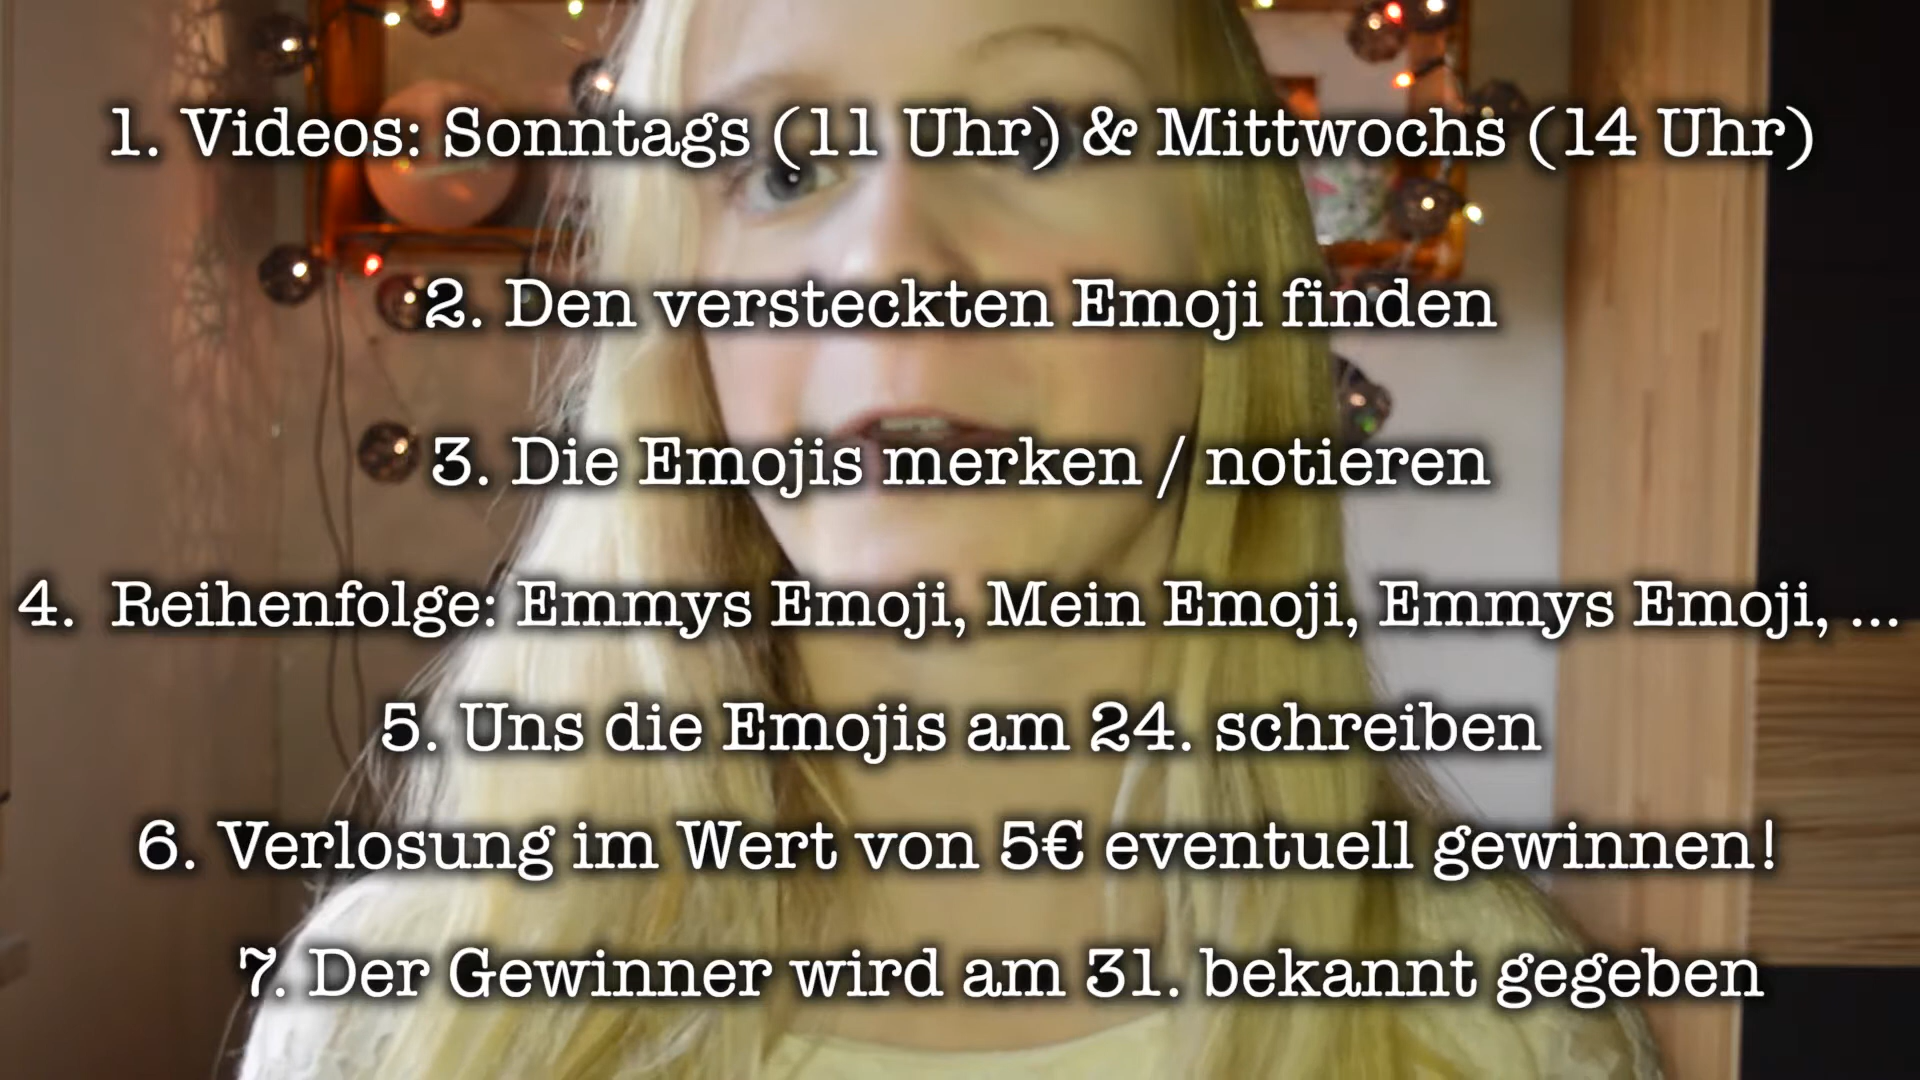 1. Videos: Sonntags (11 Uhr) & Mittwochs (14 Uhr)
2. Den versteckten Emoji finden
3. Die Emojis merken / notieren
4. Reihenfolge: Emmys Emoji, Mein Emoji, Emmys Emoji, ...
5. Uns die Emojis am 24. schreiben
6. Verlosung im Wert von 5€ eventuell gewinnen!
7. Der Gewinner wird am 31. bekannt gegeben